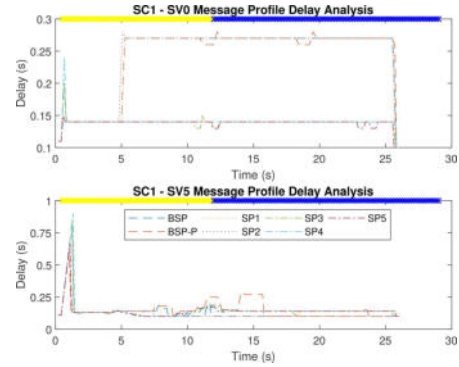 SC1 - SV0 Message Profile Delay Analysis
0.3
0.25
0.2
0.15
0.1
Delay (s)
0 5 10 15 20 25 30
Time (s)
SC1 - SV5 Message Profile Delay Analysis
1
0.75
0.5
0.25
0
Delay (s)
BSP SP1 SP3 SP5
BSP-P SP2 SP4
0 5 10 15 20 25 30
Time (s)